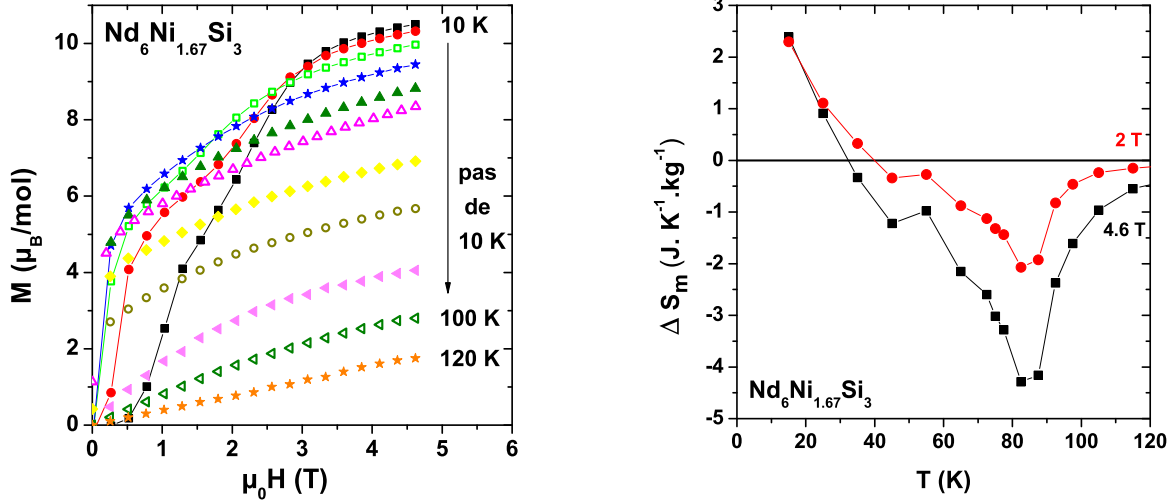 Nd6Ni1.67Si3
10 K
pas
de
10 K
100 K
120 K
M (μB/mol)
10
8
6
4
2
0
0 1 2 3 4 5 6
μ0H (T)
Δ Sm (J. K-1.kg-1)
3
2
1
0
-1
-2
-3
-4
-5
2 T
4.6 T
Nd6Ni1.67Si3
0 20 40 60 80 100 120
T (K)